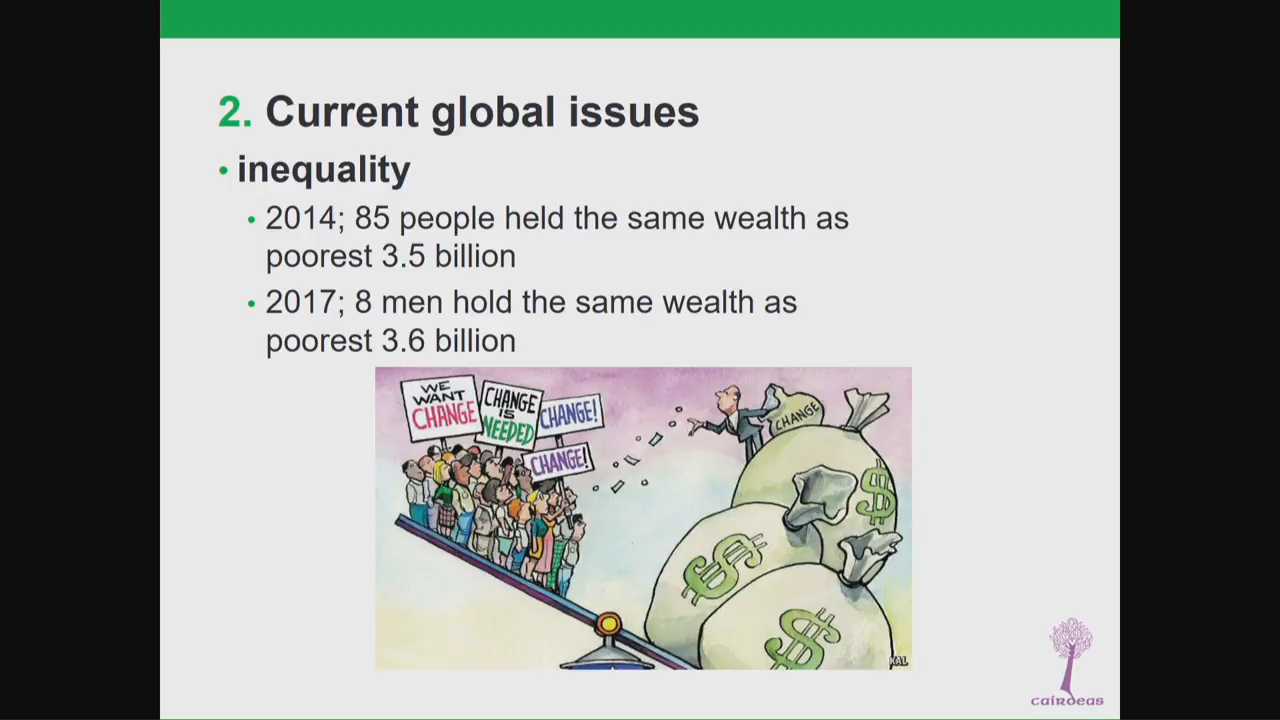 2. Current global issues
• inequality
• 2014; 85 people held the same wealth as
poorest 3.5 billion
• 2017; 8 men hold the same wealth as
poorest 3.6 billion
WE
WANT
CHANGE
CHANGE
IS
NEEDED
CHANGE!
CHANGE!
CHANGE
$
$
$
KAL
caırdeas